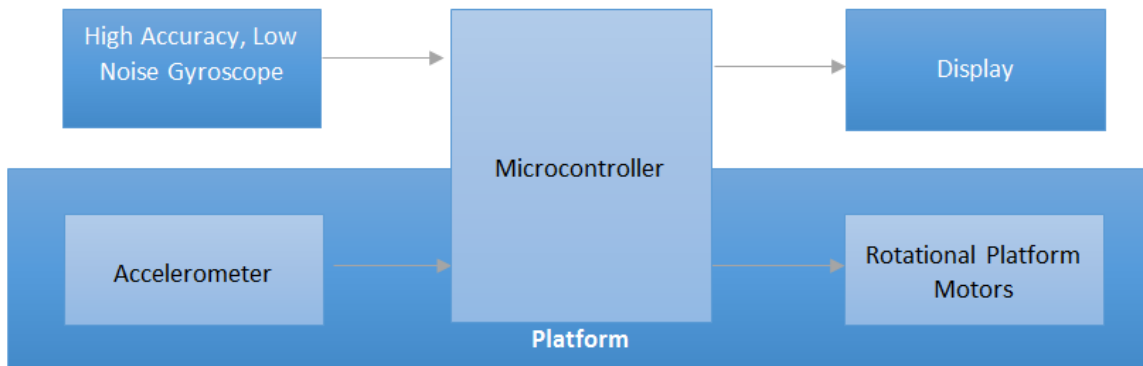 High Accuracy, Low
Noise Gyroscope
Microcontroller
Display
Accelerometer
Rotational Platform
Motors
Platform